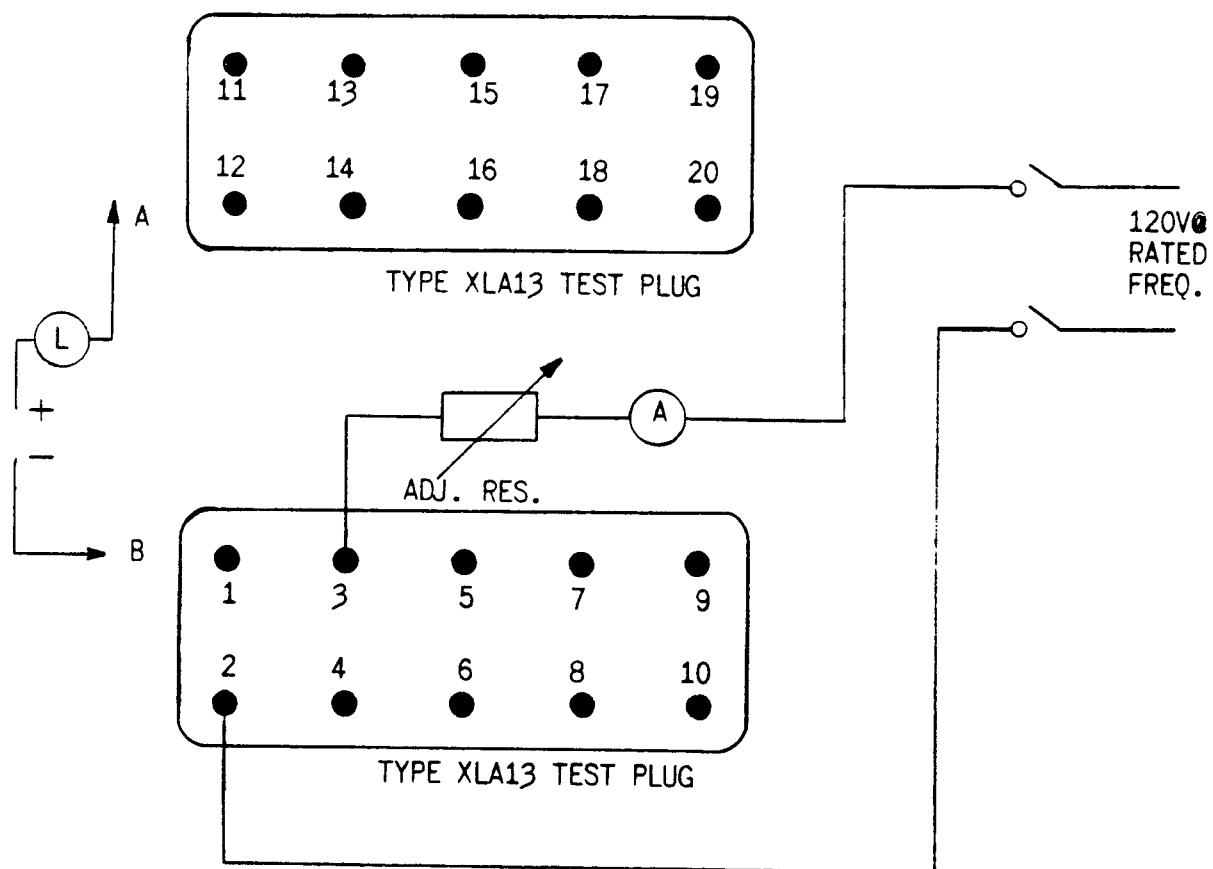 11 13 15 17 19
12 14 16 18 20
A
TYPE XLA13 TEST PLUG
120V@
RATED
FREQ.
L
+
−
A
ADJ. RES.
B
1 3 5 7 9
2 4 6 8 10
TYPE XLA13 TEST PLUG